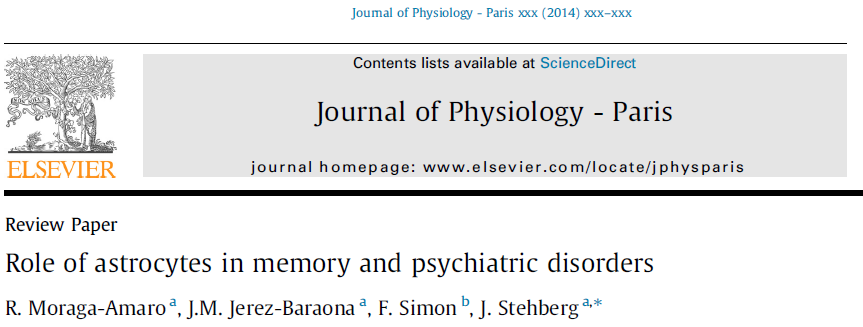 Journal of Physiology - Paris xxx (2014) xxx–xxx
Contents lists available at ScienceDirect
Journal of Physiology - Paris
journal homepage: www.elsevier.com/locate/jphysparis
ELSEVIER
Review Paper
Role of astrocytes in memory and psychiatric disorders
R. Moraga-Amaro a, J.M. Jerez-Baraona a, F. Simon b, J. Stehberg a,*